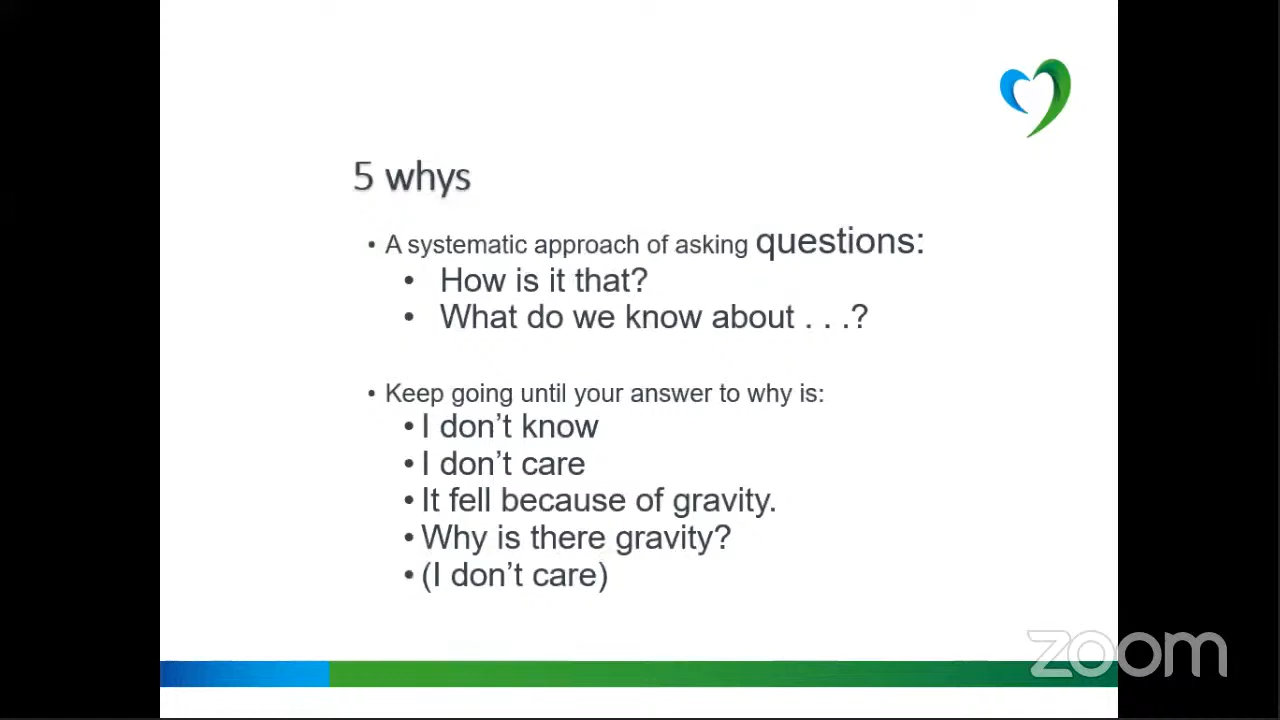 5 whys
• A systematic approach of asking questions:
• How is it that?
• What do we know about . . .?
• Keep going until your answer to why is:
• I don’t know
• I don’t care
• It fell because of gravity.
• Why is there gravity?
• (I don’t care)
zoom